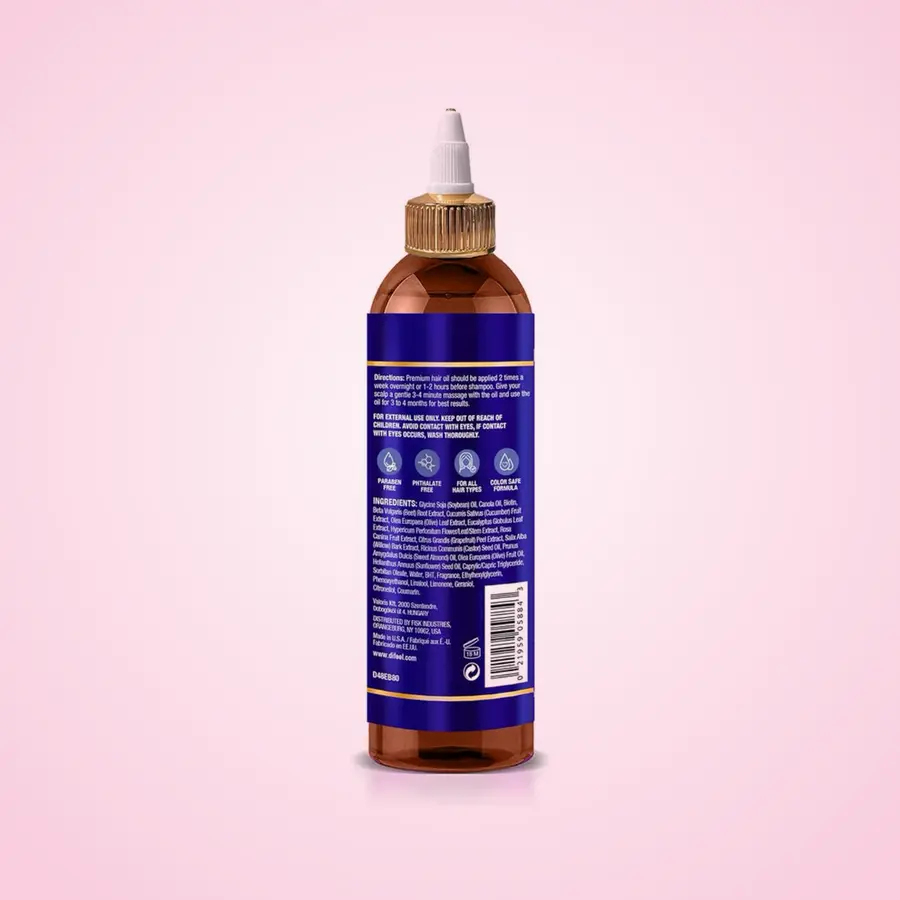 Directions: Premium hair oil should be applied 2 times a
week overnight or 1-2 hours before shampoo. Give your
scalp a gentle 3-4 minute massage with the oil and use the
oil for 3 to 4 months for best results.
FOR EXTERNAL USE ONLY. KEEP OUT OF REACH OF
CHILDREN. AVOID CONTACT WITH EYES, IF CONTACT
WITH EYES OCCURS, WASH THOROUGHLY.
PARABEN
FREE
PHTHALATE
FREE
FOR ALL
HAIR TYPES
COLOR SAFE
FORMULA
INGREDIENTS: Glycine Soja (Soybean) Oil, Canola Oil, Biotin,
Beta Vulgaris (Beet) Root Extract, Cucumis Sativus (Cucumber) Fruit
Extract, Olea Europaea (Olive) Leaf Extract, Eucalyptus Globulus Leaf
Extract, Hypericum Perforatum Flower/Leaf/Stem Extract, Rosa
Canina Fruit Extract, Citrus Grandis (Grapefruit) Peel Extract, Salix Alba
(Willow) Bark Extract, Ricinus Communis (Castor) Seed Oil, Prunus
Amygdalus Dulcis (Sweet Almond) Oil, Olea Europaea (Olive) Fruit Oil,
Helianthus Annuus (Sunflower) Seed Oil, Caprylic/Capric Triglyceride,
Sorbitan Oleate, Water, BHT, Fragrance, Ethylhexylglycerin,
Phenoxyethanol, Linalool, Limonene, Geraniol,
Citronellol, Coumarin.
Valoris Kft, 2000 Szentendre,
út 4. HUNGARY
DISTRIBUTED BY FISK INDUSTRIES,
ORANGEBURG, NY 10962, USA
Made in U.S.A. / Fabriqué aux É.-U.
Fabricado en EE.UU.
www.difeel.com
D48EB80
18 M
0 21959 05884 3